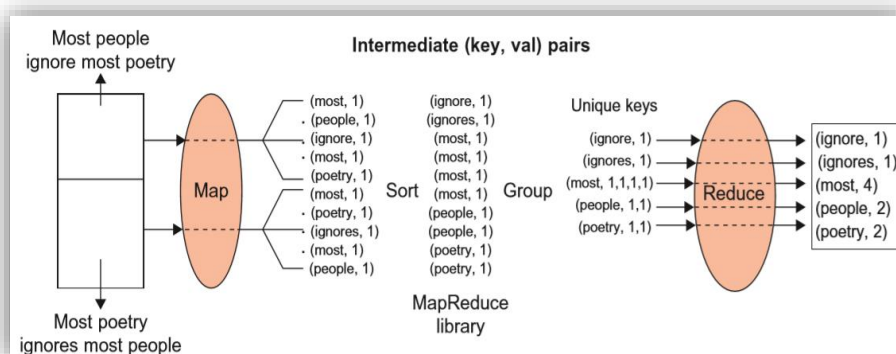 Most people
ignore most poetry
Intermediate (key, val) pairs
Map
(most, 1)
(people, 1)
(ignore, 1)
(most, 1)
(poetry, 1)
(most, 1)
(poetry, 1)
(ignores, 1)
(most, 1)
(people, 1)
Sort
(ignore, 1)
(ignores, 1)
(most, 1)
(most, 1)
(most, 1)
(most, 1)
(people, 1)
(people, 1)
(poetry, 1)
(poetry, 1)
MapReduce
library
Group
Unique keys
(ignore, 1)
(ignores, 1)
(most, 1,1,1,1)
(people, 1,1)
(poetry, 1,1)
Reduce
(ignore, 1)
(ignores, 1)
(most, 4)
(people, 2)
(poetry, 2)
Most poetry
ignores most people